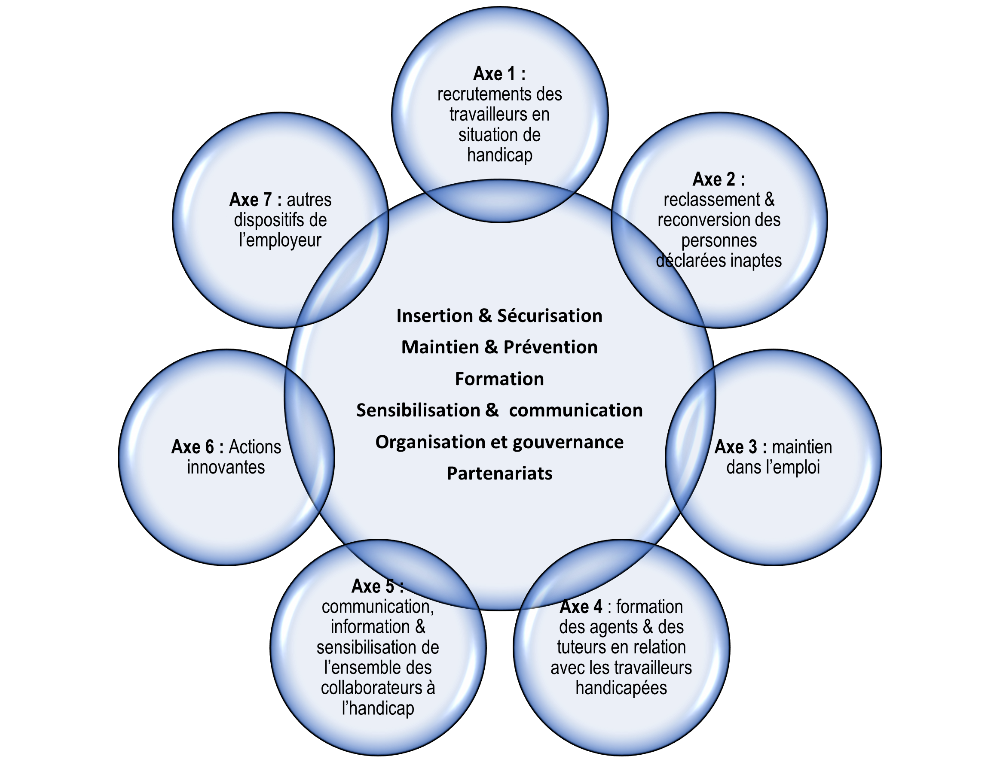 Axe 1 :
recrutements des
travailleurs en
situation de
handicap
Axe 2 :
reclassement &
reconversion des
personnes
déclarées inaptes
Axe 3 : maintien
dans l’emploi
Axe 4 : formation
des agents & des
tuteurs en relation
avec les travailleurs
handicapées
Axe 5 :
communication,
information &
sensibilisation de
l’ensemble des
collaborateurs à
l’handicap
Axe 6 : Actions
innovantes
Axe 7 : autres
dispositifs de
l’employeur
Insertion & Sécurisation
Maintien & Prévention
Formation
Sensibilisation &  communication
Organisation et gouvernance
Partenariats